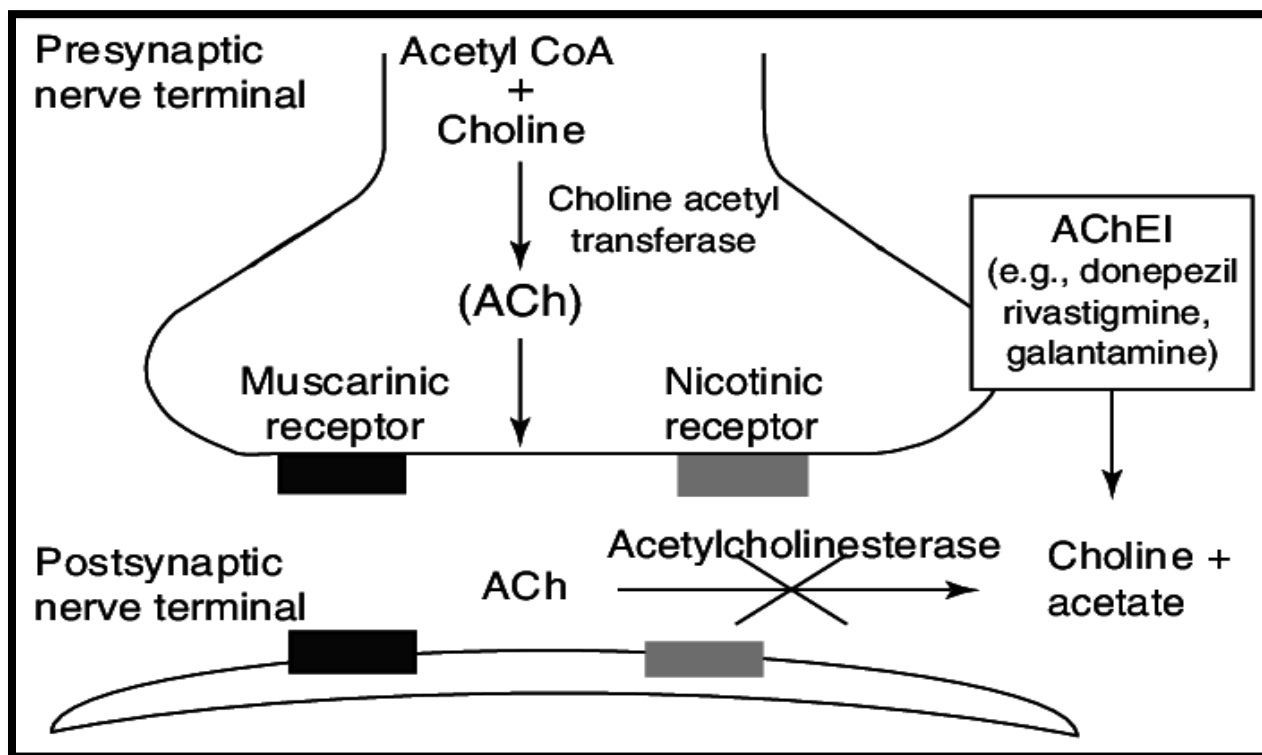 Presynaptic
nerve terminal
Acetyl CoA
+
Choline
Choline acetyl
transferase
(ACh)
AChEI
(e.g., donepezil
rivastigmine,
galantamine)
Muscarinic
receptor
Nicotinic
receptor
Postsynaptic
nerve terminal
ACh
Acetylcholinesterase
Choline +
acetate